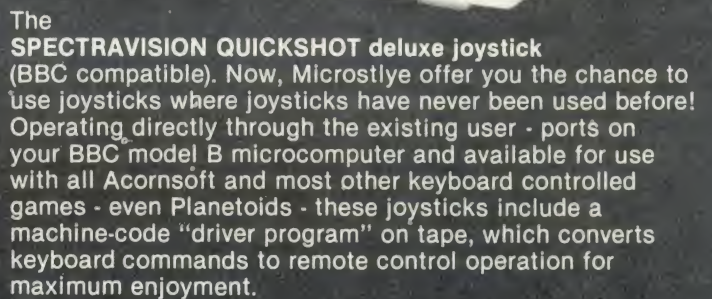 The
SPECTRAVISION QUICKSHOT deluxe joystick
(BBC compatible). Now, Microstlye offer you the chance to
use joysticks where joysticks have never been used before!
Operating directly through the existing user - ports on
your BBC model B microcomputer and available for use
with all Acornsoft and most other keyboard controlled
games - even Planetoids - these joysticks include a
machine-code "driver program" on tape, which converts
keyboard commands to remote control operation for
maximum enjoyment.